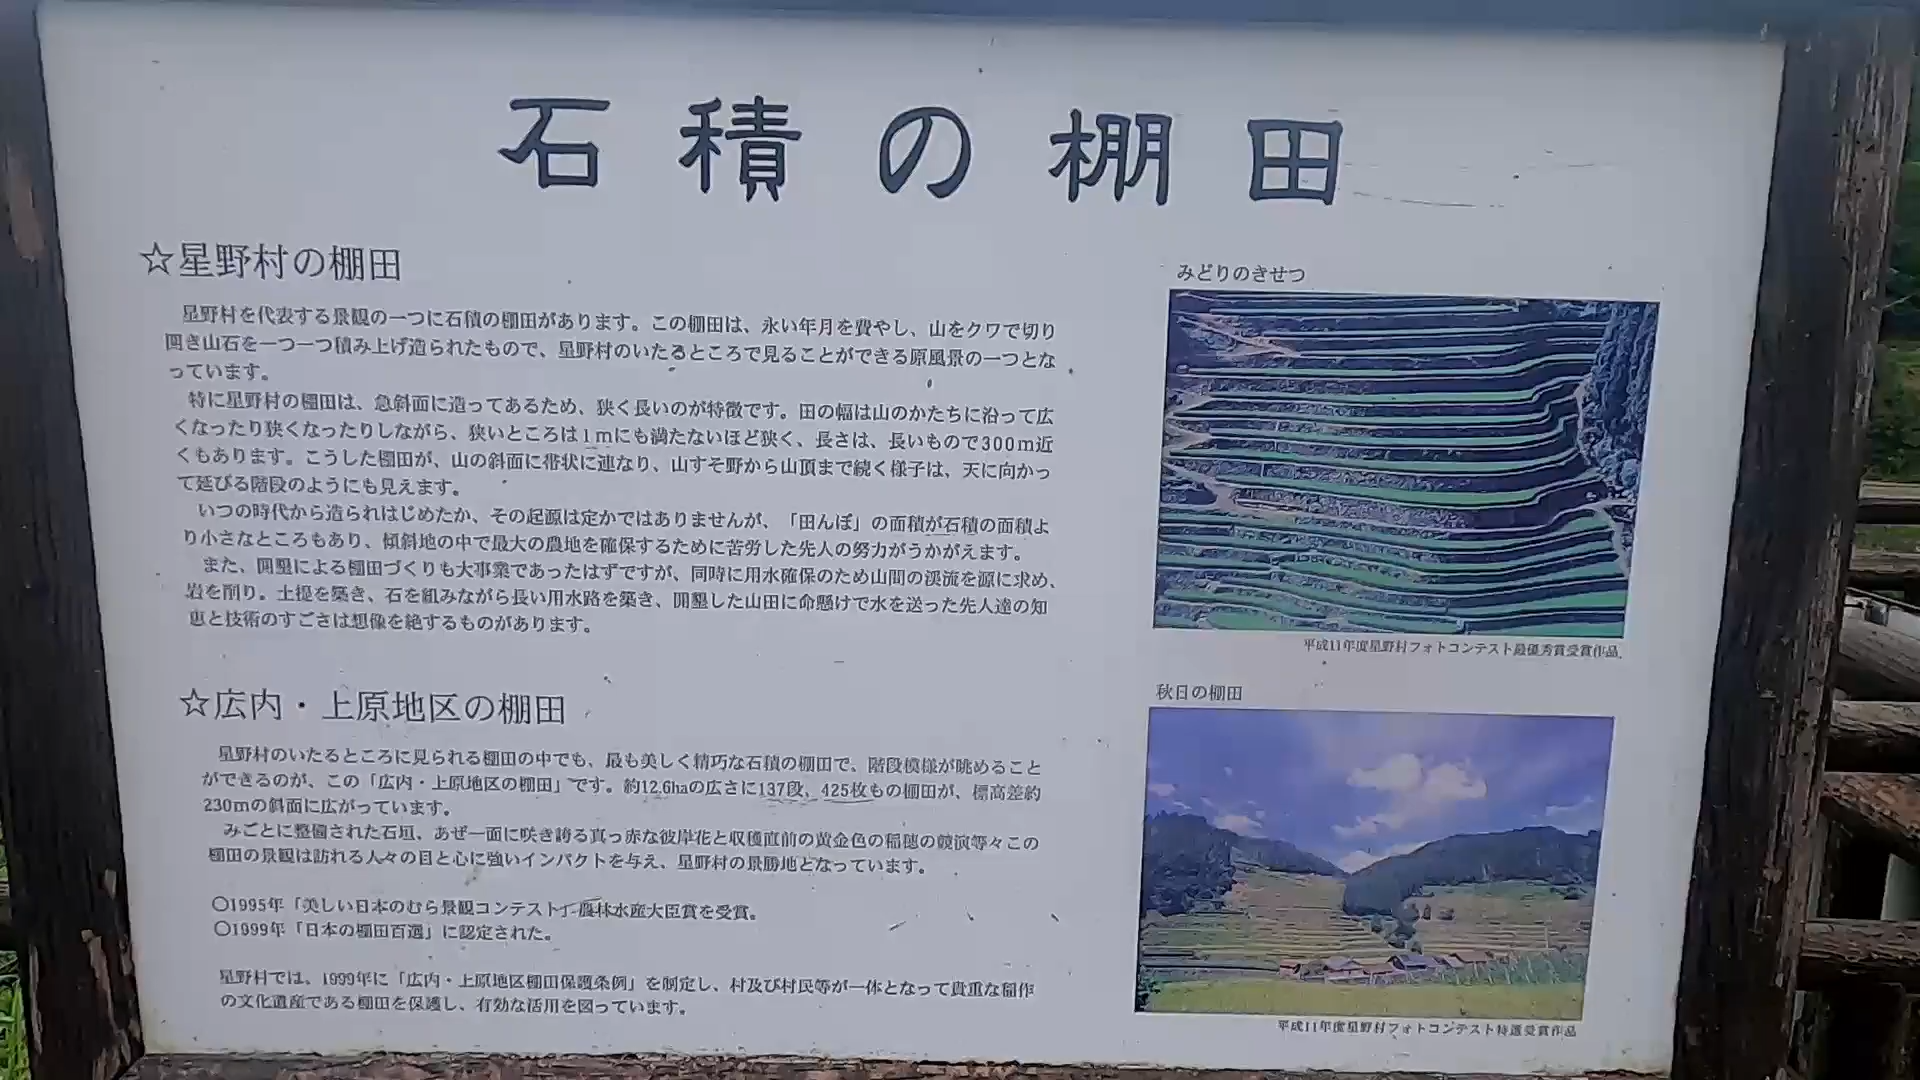 石積の棚田
☆星野村の棚田
星野村を代表する景観の一つに石積の棚田があります。この棚田は、永い年月を費やし、山をクワで切り
開き山石を一つ一つ積み上げ造られたもので、星野村のいたるところで見ることができる原風景の一つとな
っています。
特に星野村の棚田は、急斜面に造ってあるため、狭く長いのが特徴です。田の幅は山のかたちに沿って広
くなったり狭くなったりしながら、狭いところは1mにも満たないほど狭く、長さは、長いもので300m近
くもあります。こうした棚田が、山の斜面に帯状に連なり、山すそ野から山頂まで続く様子は、天に向かっ
て延びる階段のようにも見えます。
いつの時代から造られはじめたか、その起源は定かではありませんが、「田んぼ」の面積が石積の面積よ
り小さなところもあり、傾斜地の中で最大の農地を確保するために苦労した先人の努力がうかがえます。
また、開墾による棚田づくりも大事業であったはずですが、同時に用水確保のため山間の渓流を源に求め、
岩を削り。土提を築き、石を組みながら長い用水路を築き、開墾した山田に命懸けで水を送った先人達の知
恵と技術のすごさは想像を絶するものがあります。
☆広内・上原地区の棚田
星野村のいたるところに見られる棚田の中でも、最も美しく精巧な石積の棚田で、階段模様が眺めること
ができるのが、この「広内・上原地区の棚田」です。約12.6haの広さに137段、425枚もの棚田が、標高差約
230mの斜面に広がっています。
みごとに整備された石垣、あぜ一面に咲き誇る真っ赤な彼岸花と収穫直前の黄金色の稲穂の競演等々この
棚田の景観は訪れる人々の目と心に強いインパクトを与え、星野村の景勝地となっています。
○1995年「美しい日本のむら景観コンテスト」農林水産大臣賞を受賞。
○1999年「日本の棚田百選」に認定された。
星野村では、1999年に「広内・上原地区棚田保護条例」を制定し、村及び村民等が一体となって貴重な稲作
の文化遺産である棚田を保護し、有効な活用を図っています。
みどりのきせつ
平成11年度星野村フォトコンテスト最優秀賞受賞作品
秋日の棚田
平成11年度星野村フォトコンテスト特選受賞作品